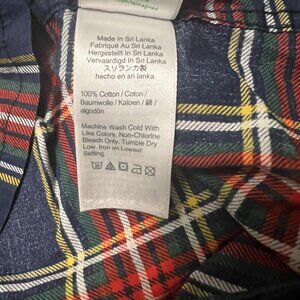 Made In Sri Lanka
Fabriqué Au Sri Lanka
Hergestellt In Sri Lanka
Vervaardigd In Sri Lanka
スリランカ製
hecho en sri lanka
100% Cotton / Coton /
Baumwolle / Katoen / 綿 /
algodón
Machine Wash Cold With
Like Colors. Non-Chlorine
Bleach Only. Tumble Dry
Low. Iron on Lowest
Setting.